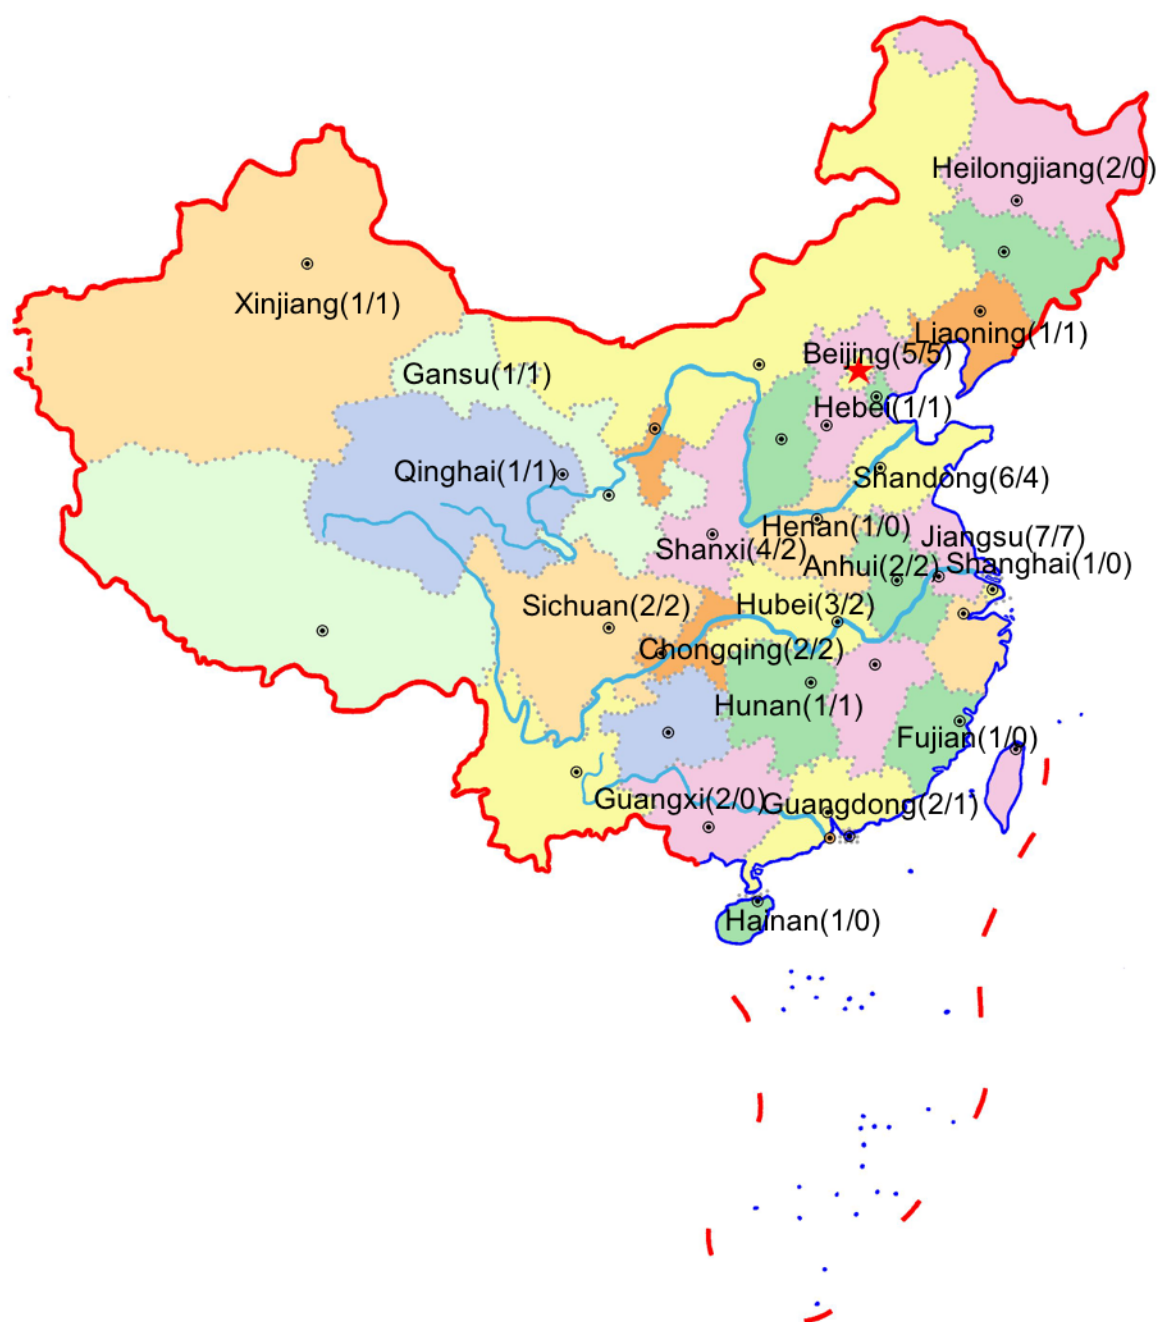 Heilongjiang(2/0)
Xinjiang(1/1)
Liaoning(1/1)
Beijing(5/5)
Gansu(1/1)
Hebei(1/1)
Qinghai(1/1)
Shandong(6/4)
Henan(1/0)
Jiangsu(7/7)
Shanxi(4/2)
Anhui(2/2)
Shanghai(1/0)
Sichuan(2/2)
Hubei(3/2)
Chongqing(2/2)
Hunan(1/1)
Fujian(1/0)
Guangxi(2/0)
Guangdong(2/1)
Hainan(1/0)